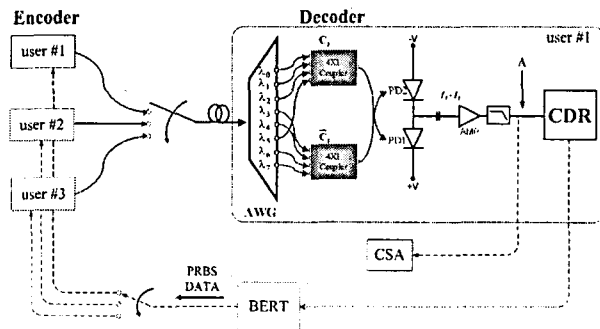 Encoder
Decoder
user #1
user #2
user #3
user #1
λ0
λ1
λ2
λ3
λ4
λ5
λ6
λ7
AWG
4X1
Coupler
4X1
Coupler
-V
PD2
PD1
+V
AMP
A
CDR
CSA
PRBS
DATA
BERT